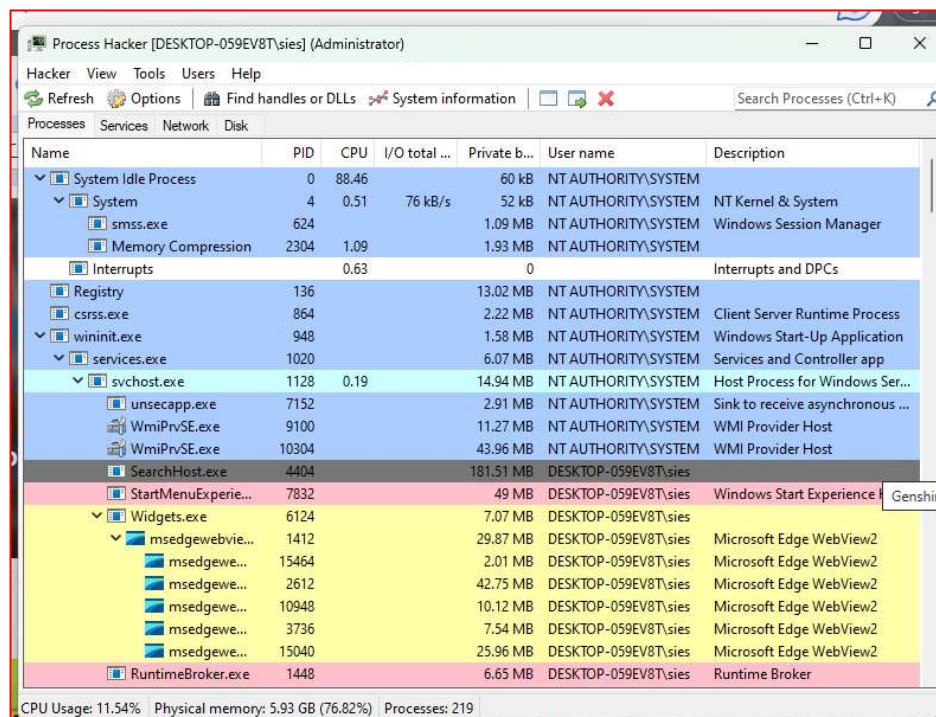 Process Hacker [DESKTOP-059EV8T\sies] (Administrator)
Hacker View Tools Users Help
Refresh Options Find handles or DLLs System information Search Processes (Ctrl+K)
Processes Services Network Disk
Name PID CPU I/O total ... Private b... User name Description
System Idle Process 0 88.46 60 kB NT AUTHORITY\SYSTEM
System 4 0.51 76 kB/s 52 kB NT AUTHORITY\SYSTEM NT Kernel & System
smss.exe 624 1.09 MB NT AUTHORITY\SYSTEM Windows Session Manager
Memory Compression 2304 1.09 1.93 MB NT AUTHORITY\SYSTEM
Interrupts 0.63 0 Interrupts and DPCs
Registry 136 13.02 MB NT AUTHORITY\SYSTEM
csrss.exe 864 2.22 MB NT AUTHORITY\SYSTEM Client Server Runtime Process
wininit.exe 948 1.58 MB NT AUTHORITY\SYSTEM Windows Start-Up Application
services.exe 1020 6.07 MB NT AUTHORITY\SYSTEM Services and Controller app
svchost.exe 1128 0.19 14.94 MB NT AUTHORITY\SYSTEM Host Process for Windows Ser...
unsecapp.exe 7152 2.91 MB NT AUTHORITY\SYSTEM Sink to receive asynchronous ...
WmiPrvSE.exe 9100 11.27 MB NT AUTHORITY\SYSTEM WMI Provider Host
WmiPrvSE.exe 10304 43.96 MB NT AUTHORITY\SYSTEM WMI Provider Host
SearchHost.exe 4404 181.51 MB DESKTOP-059EV8T\sies
StartMenuExperie... 7832 49 MB DESKTOP-059EV8T\sies Windows Start Experience Genshi
Widgets.exe 6124 7.07 MB DESKTOP-059EV8T\sies
msedgewebvie... 1412 29.87 MB DESKTOP-059EV8T\sies Microsoft Edge WebView2
msedgewe... 15464 2.01 MB DESKTOP-059EV8T\sies Microsoft Edge WebView2
msedgewe... 2612 42.75 MB DESKTOP-059EV8T\sies Microsoft Edge WebView2
msedgewe... 10948 10.12 MB DESKTOP-059EV8T\sies Microsoft Edge WebView2
msedgewe... 3736 7.54 MB DESKTOP-059EV8T\sies Microsoft Edge WebView2
msedgewe... 15040 25.96 MB DESKTOP-059EV8T\sies Microsoft Edge WebView2
RuntimeBroker.exe 1448 6.65 MB DESKTOP-059EV8T\sies Runtime Broker
CPU Usage: 11.54% Physical memory: 5.93 GB (76.82%) Processes: 219